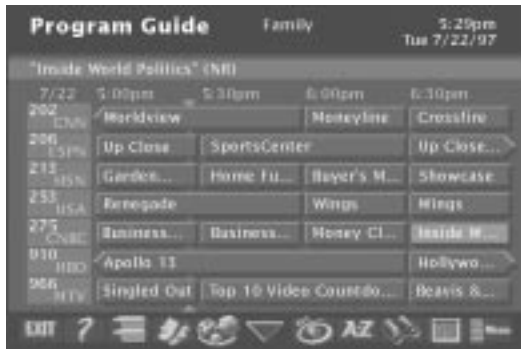 Program Guide Family 5:29pm
Tue 7/22/97
"Inside World Politics" (NR)
7/22 5:00pm 5:30pm 6:00pm 6:30pm
202 CNN Worldview Moneyline Crossfire
206 ESPN Up Close SportsCenter Up Close...
213 Garden... Home Fu... Buyer's M... Showcase
233 USA Renegade Wings Wings
275 CNBC Business... Business... Money Cl... Inside W...
910 HBO Apollo 13 Hollywo...
966 MTV Singled Out Top 10 Video Countdo... Beavis &...
EXIT ? AZ